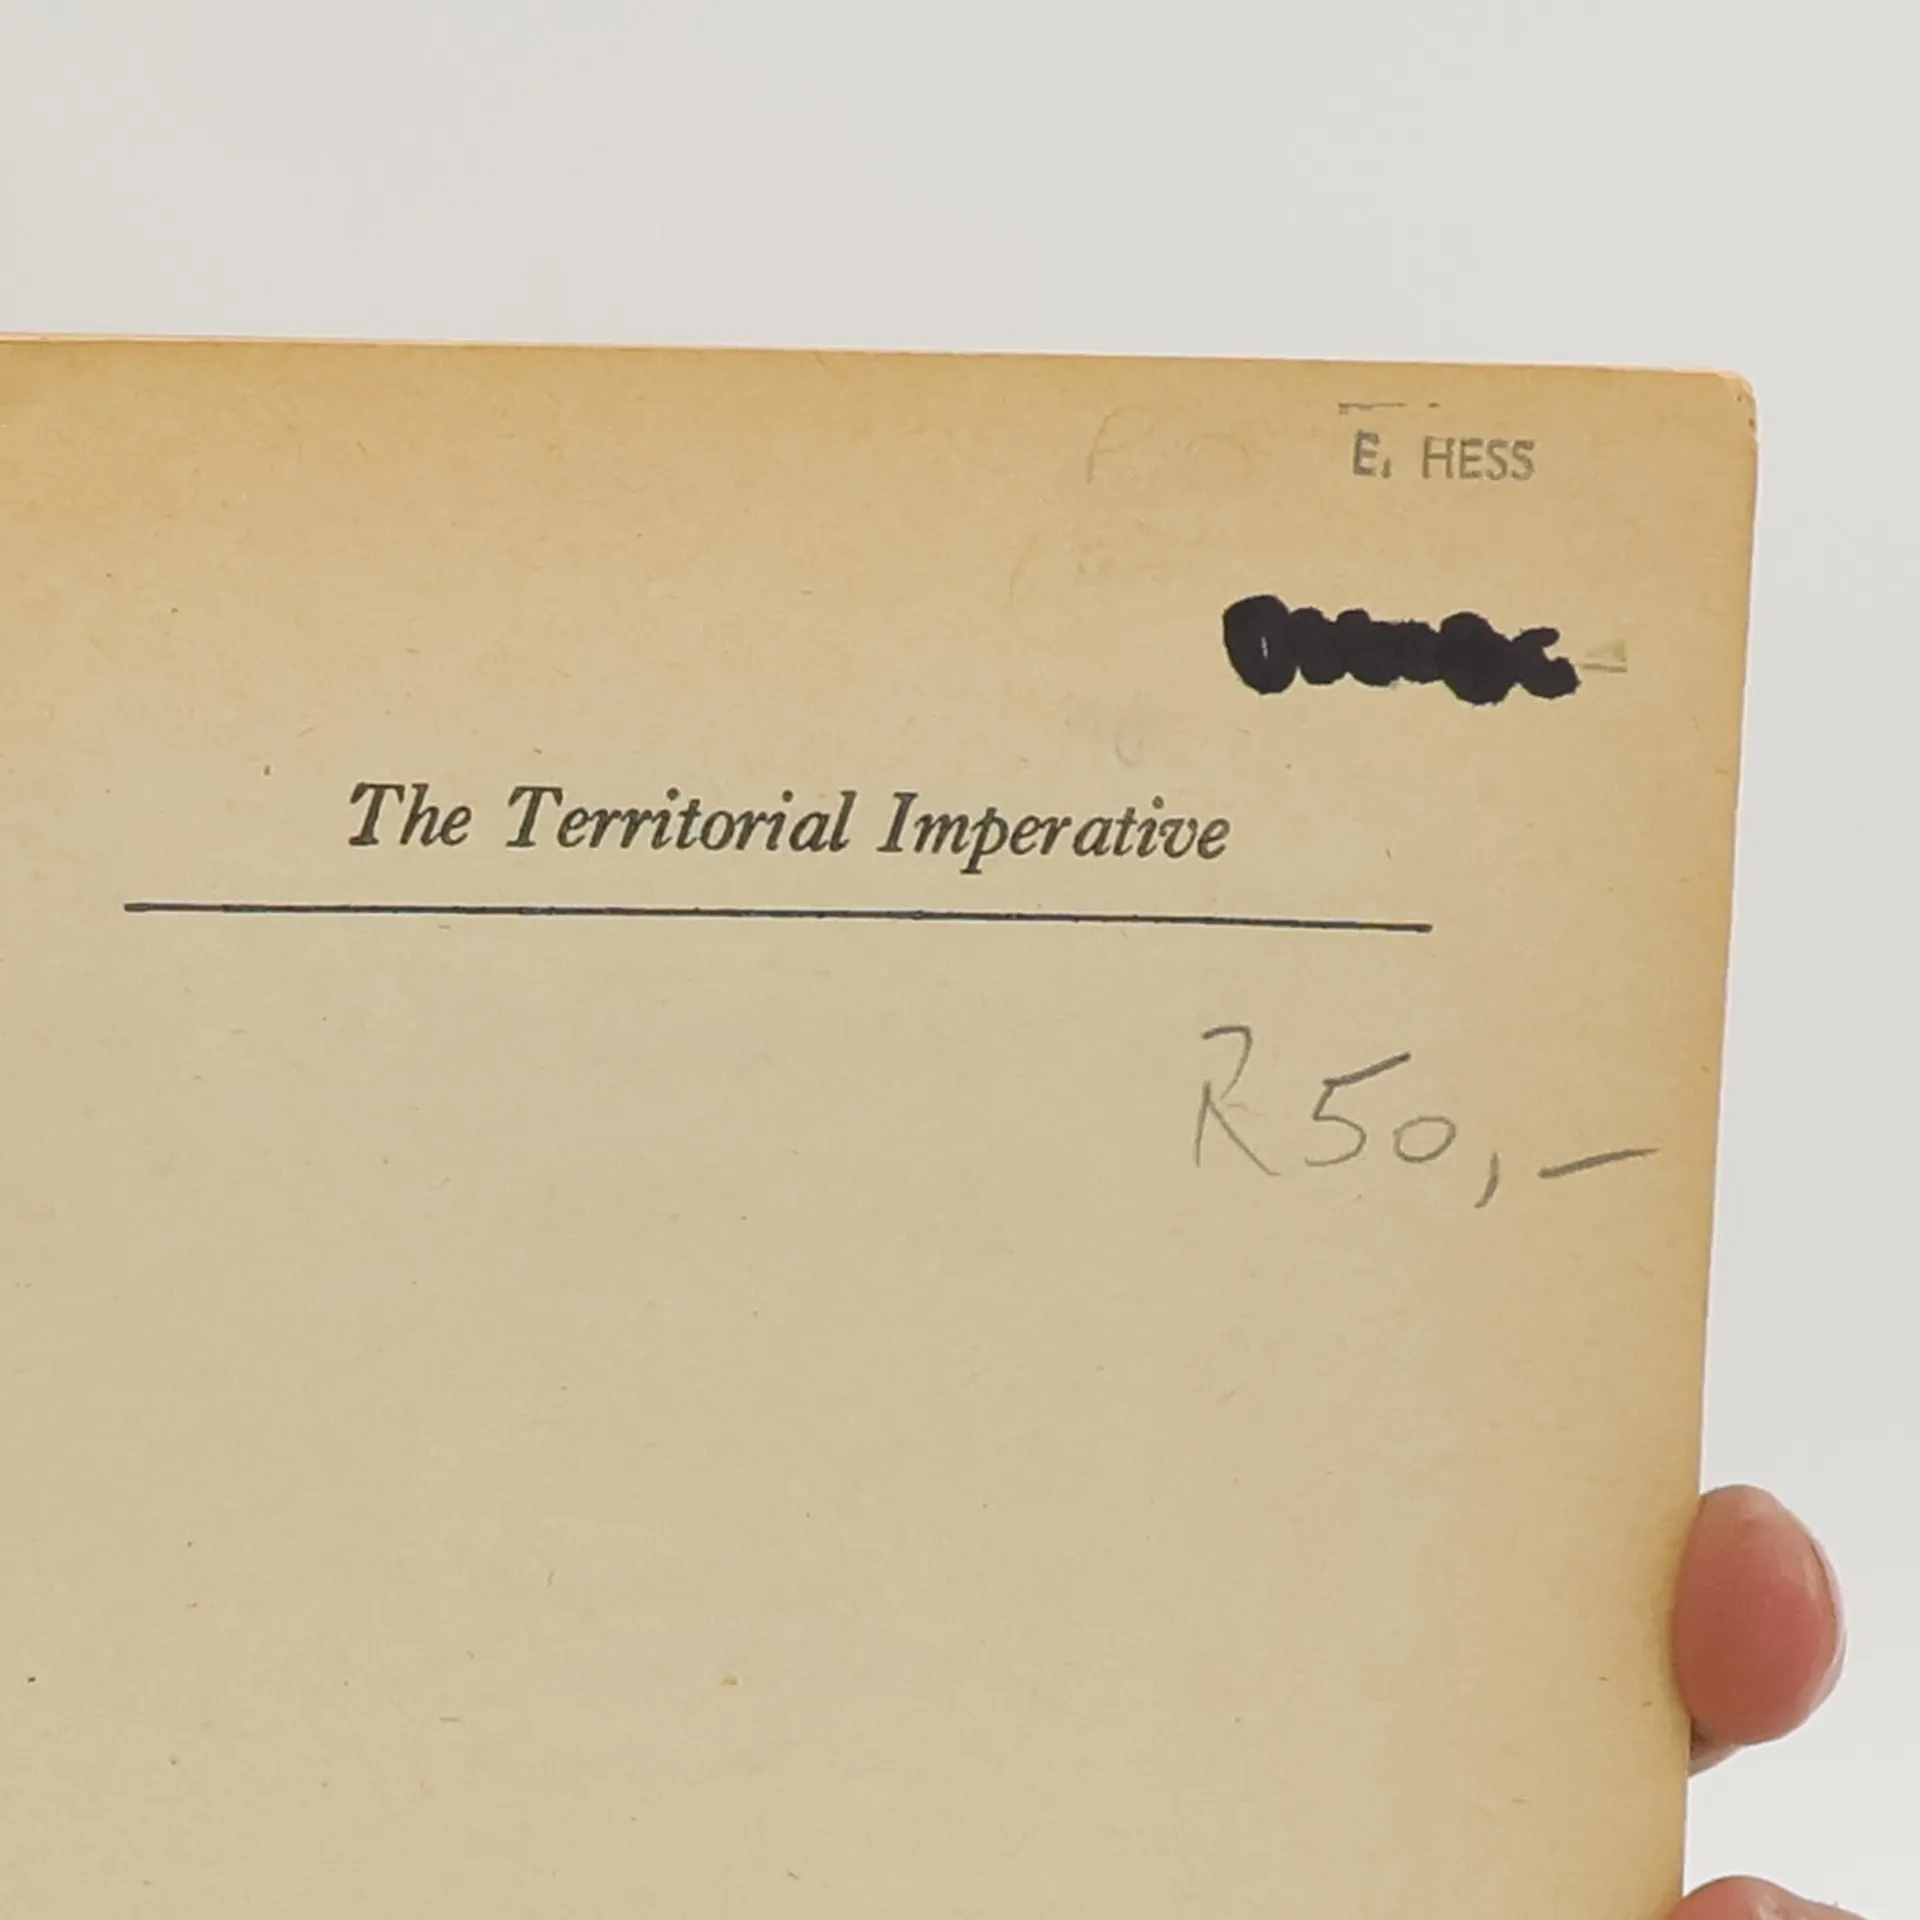 E. HESS
The Territorial Imperative
R50,-